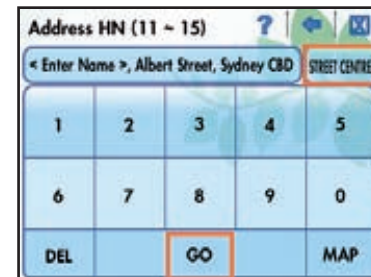 Address HN (11 ~ 15) ?
< Enter Name >, Albert Street, Sydney CBD STREET CENTRE
1 2 3 4 5
6 7 8 9 0
DEL GO MAP